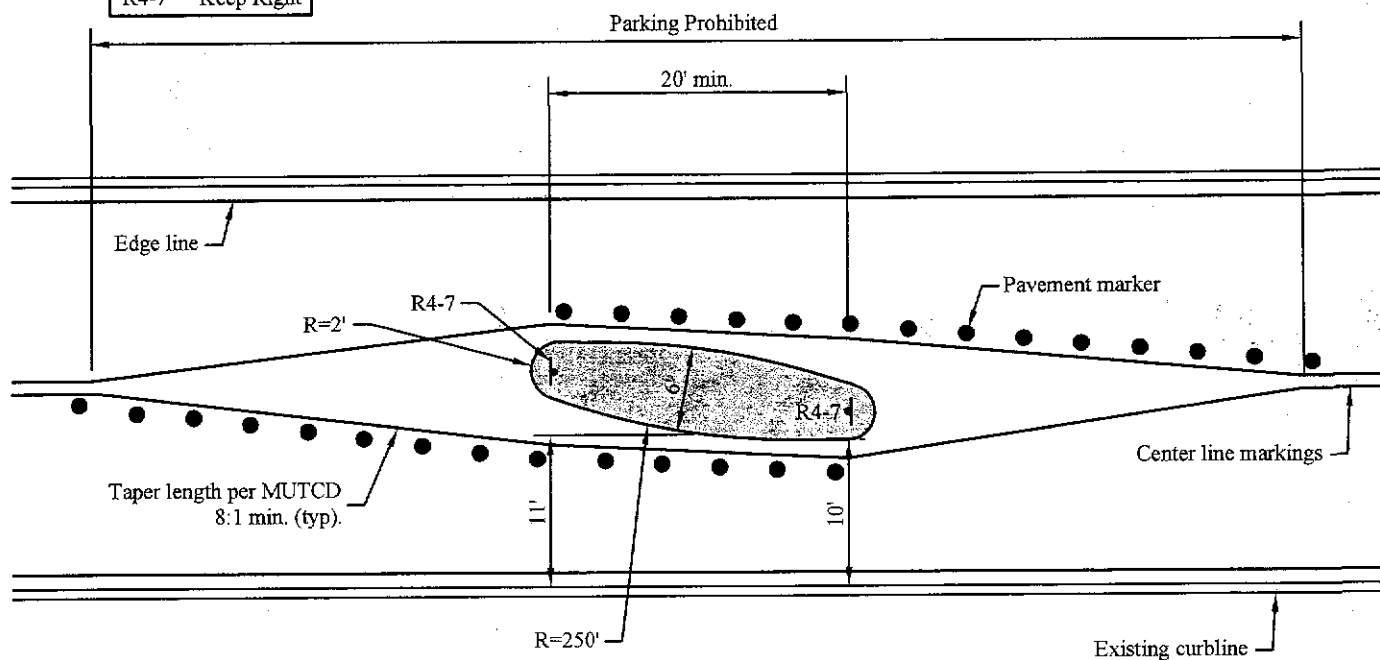 R4-7 Keep Right
Parking Prohibited
20' min.
Edge line
R4-7
Pavement marker
R=2'
6'
R4-7
Center line markings
Taper length per MUTCD
8:1 min. (typ).
11'
10'
R=250'
Existing curbline